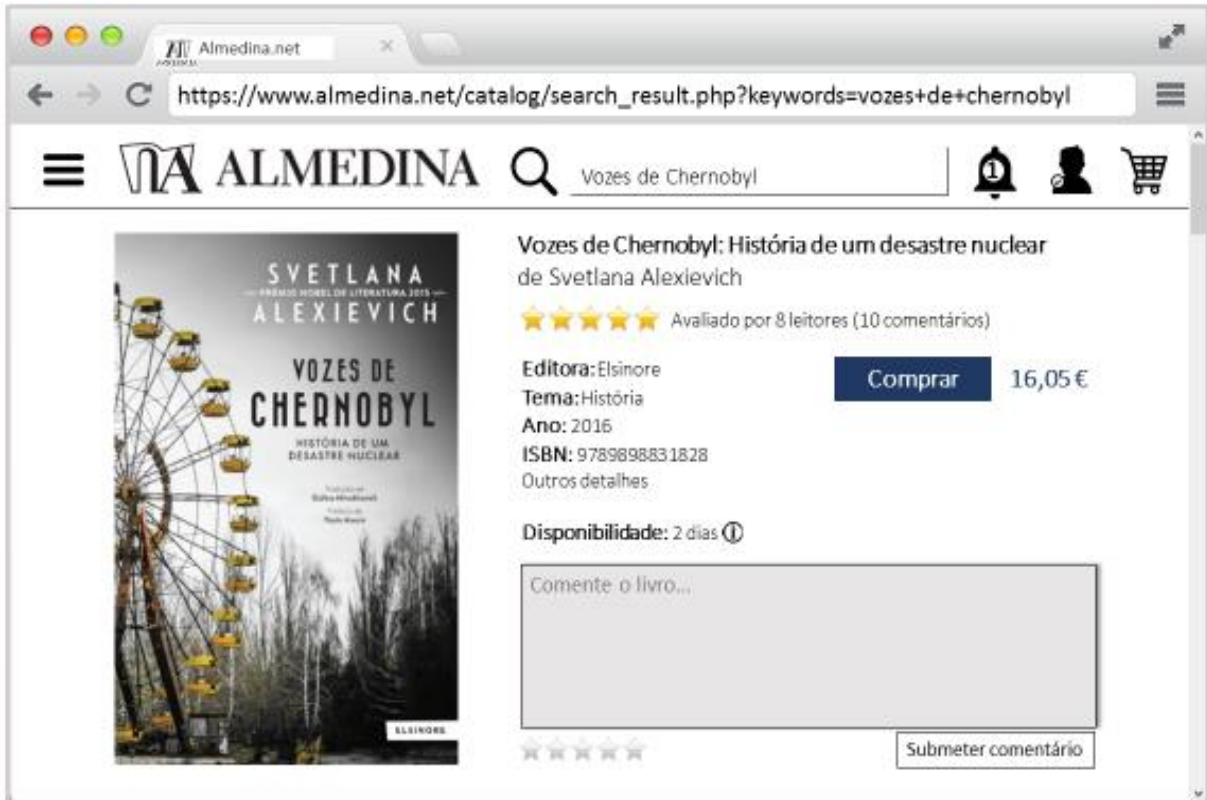 Almedina.net
https://www.almedina.net/catalog/search_result.php?keywords=vozes+de+chernobyl
ALMEDINA
Vozes de Chernobyl
1
SVETLANA
PRÉMIO NOBEL DE LITERATURA 2015
ALEXIEVICH
VOZES DE
CHERNOBYL
HISTÓRIA DE UM
DESASTRE NUCLEAR
ELSINORE
Vozes de Chernobyl: História de um desastre nuclear
de Svetlana Alexievich
Avaliado por 8 leitores (10 comentários)
Editora: Elsinore
Comprar 16,05 €
Tema: História
Ano: 2016
ISBN: 9789898831828
Outros detalhes
Disponibilidade: 2 dias
Comente o livro...
Submeter comentário